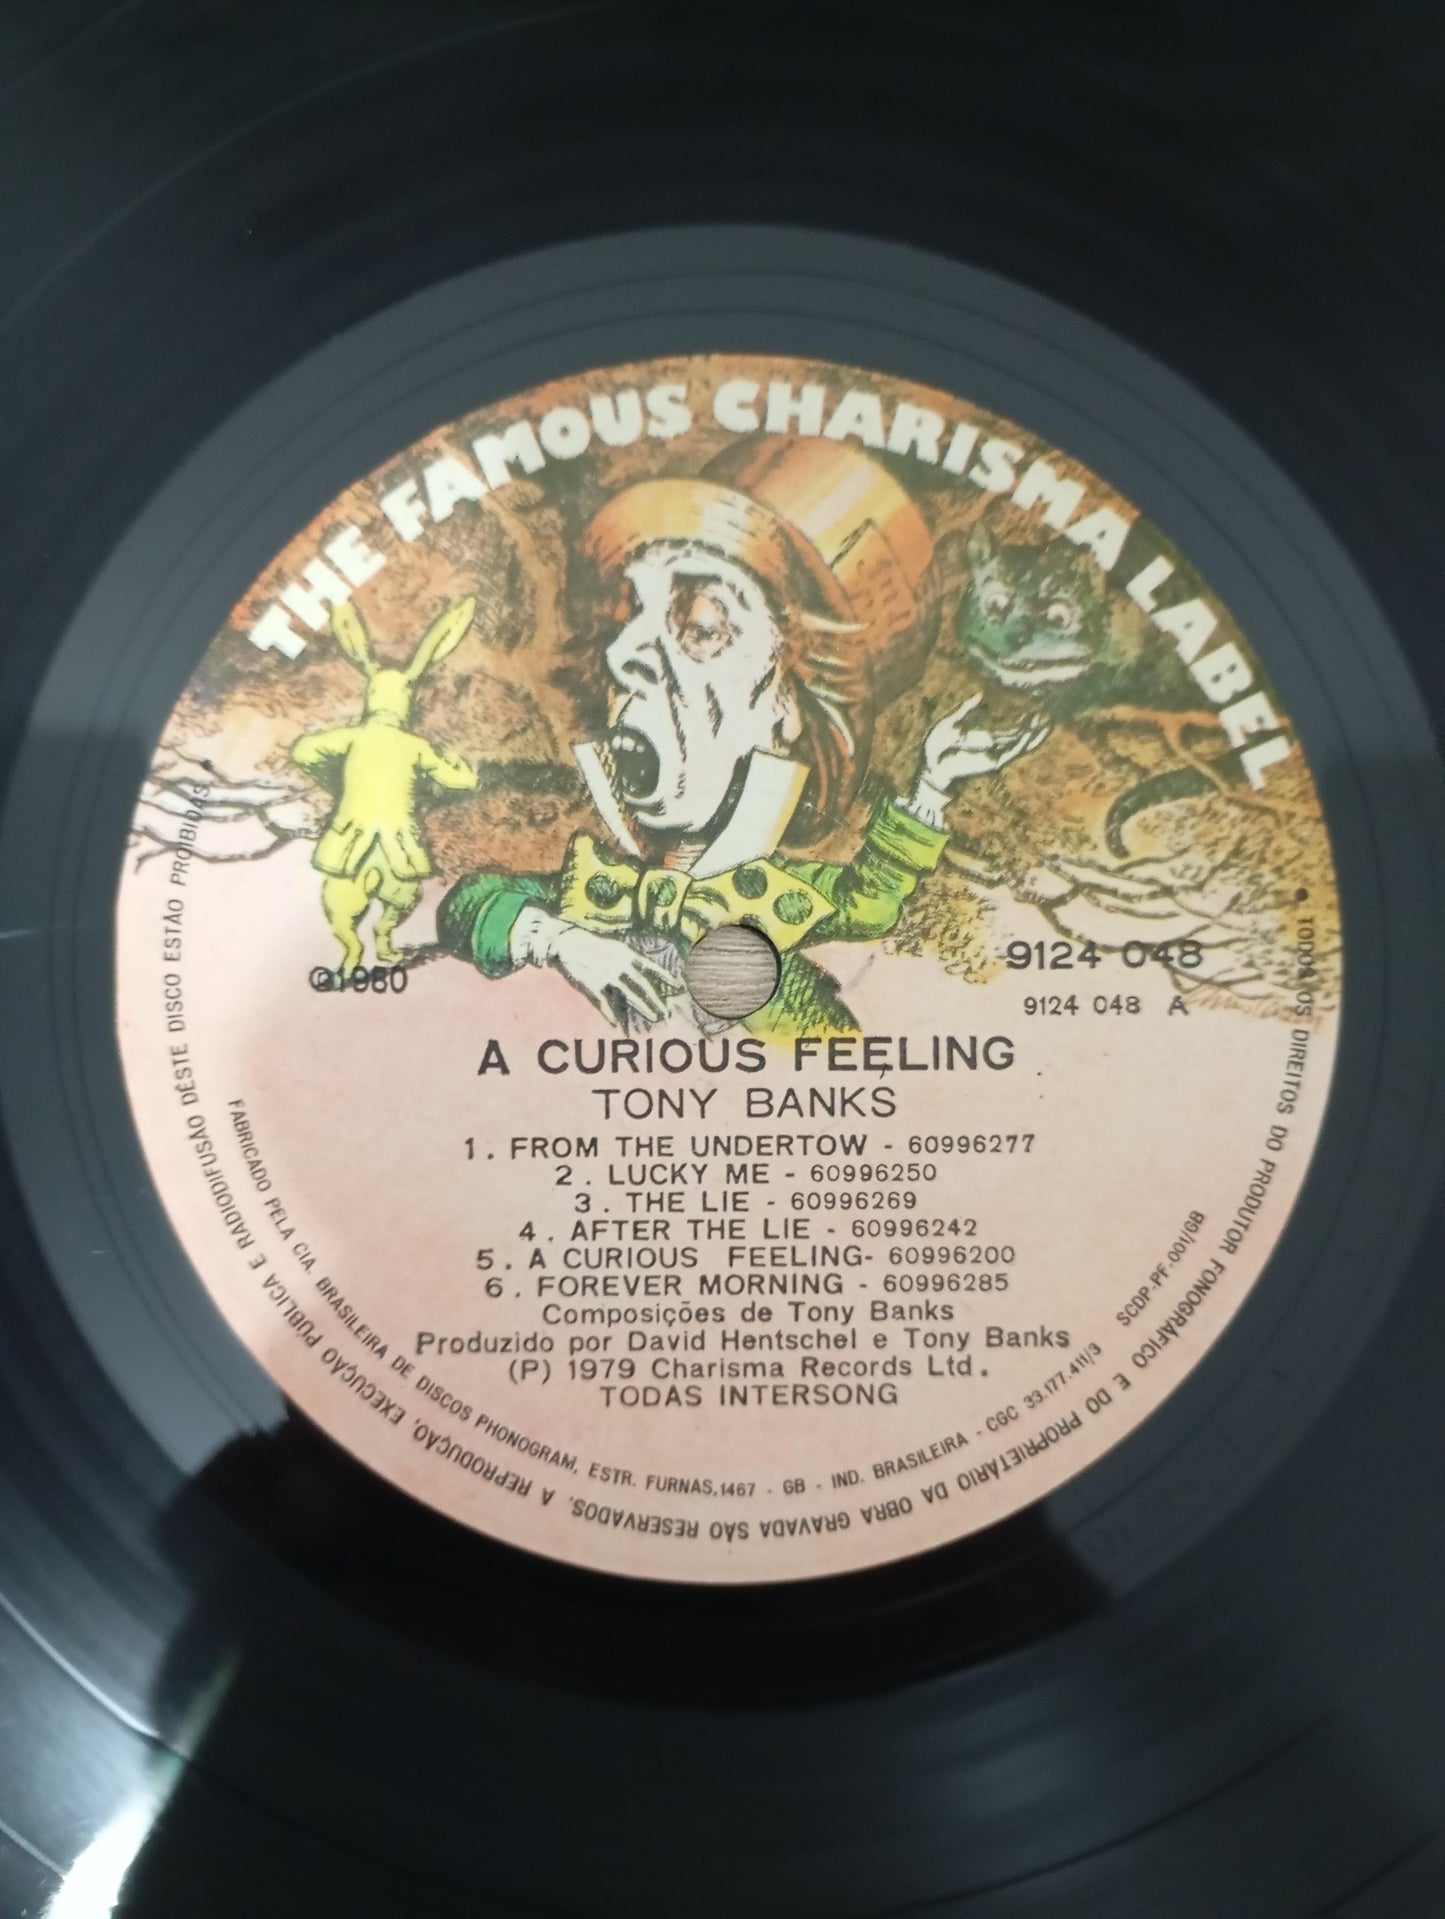 THE FAMOUS CHARISMA LABEL
℗1980
9124 048
9124 048 A
A CURIOUS FEELING
TONY BANKS
1. FROM THE UNDERTOW - 60996277
2. LUCKY ME - 60996250
3. THE LIE - 60996269
4. AFTER THE LIE - 60996242
5. A CURIOUS FEELING- 60996200
6. FOREVER MORNING - 60996285
Composições de Tony Banks
Produzido por David Hentschel e Tony Banks
(P) 1979 Charisma Records Ltd.
TODAS INTERSONG
FABRICADO PELA CIA. BRASILEIRA DE DISCOS PHONOGRAM, ESTR. FURNAS, 1467 - GB - IND. BRASILEIRA - CGC 33.177.411/3 SCDP-PF.001/GB
• TODOS OS DIREITOS DO PRODUTOR FONOGRÁFICO E DO PROPRIETÁRIO DA OBRA GRAVADA SÃO RESERVADOS. A REPRODUÇÃO, EXECUÇÃO PÚBLICA E RADIODIFUSÃO DÊSTE DISCO ESTÃO PROIBIDAS •